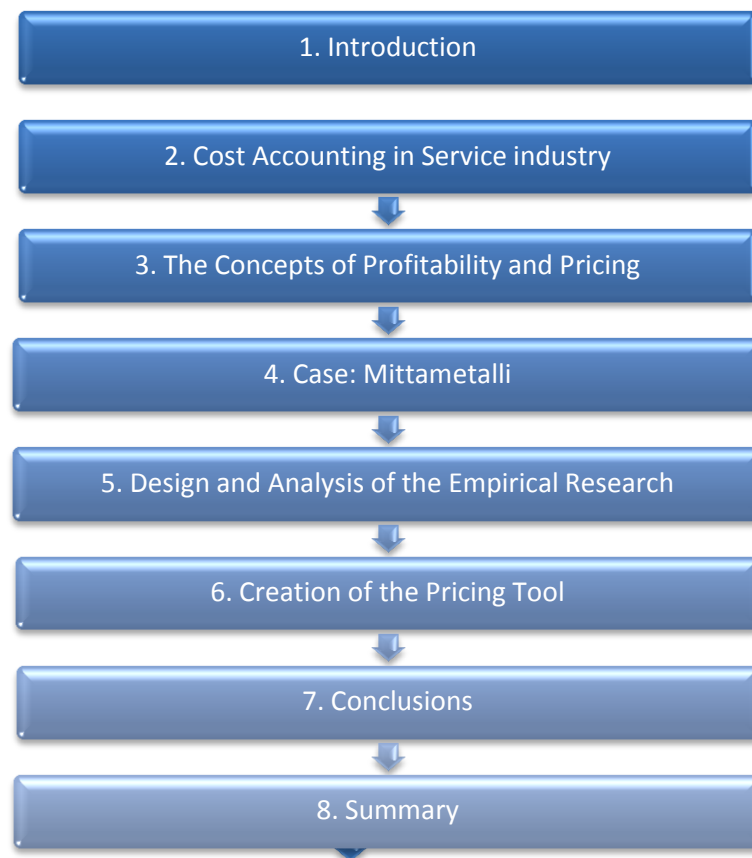 1. Introduction
2. Cost Accounting in Service industry
3. The Concepts of Profitability and Pricing
4. Case: Mittametalli
5. Design and Analysis of the Empirical Research
6. Creation of the Pricing Tool
7. Conclusions
8. Summary